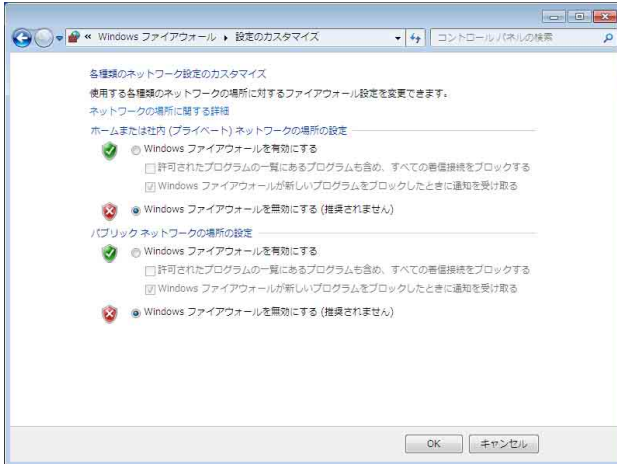 « Windows ファイアウォール ▸ 設定のカスタマイズ
コントロール パネルの検索
各種類のネットワーク設定のカスタマイズ
使用する各種類のネットワークの場所に対するファイアウォール設定を変更できます。
ネットワークの場所に関する詳細
ホームまたは社内 (プライベート) ネットワークの場所の設定
Windows ファイアウォールを有効にする
許可されたプログラムの一覧にあるプログラムも含め、すべての着信接続をブロックする
Windows ファイアウォールが新しいプログラムをブロックしたときに通知を受け取る
Windows ファイアウォールを無効にする (推奨されません)
パブリック ネットワークの場所の設定
Windows ファイアウォールを有効にする
許可されたプログラムの一覧にあるプログラムも含め、すべての着信接続をブロックする
Windows ファイアウォールが新しいプログラムをブロックしたときに通知を受け取る
Windows ファイアウォールを無効にする (推奨されません)
OK
キャンセル